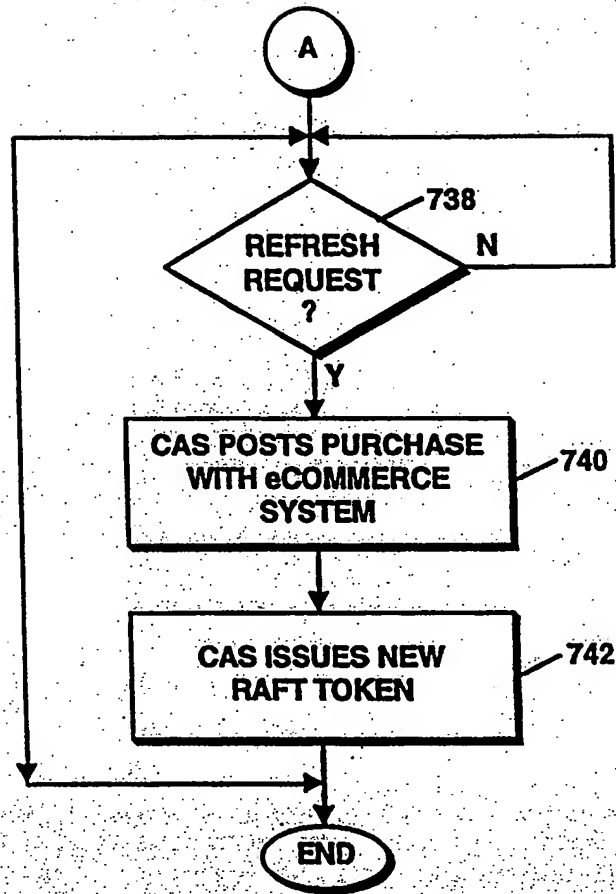 A
738
REFRESH
REQUEST
?
N
Y
CAS POSTS PURCHASE
WITH eCOMMERCE
SYSTEM
740
CAS ISSUES NEW
RAFT TOKEN
742
END